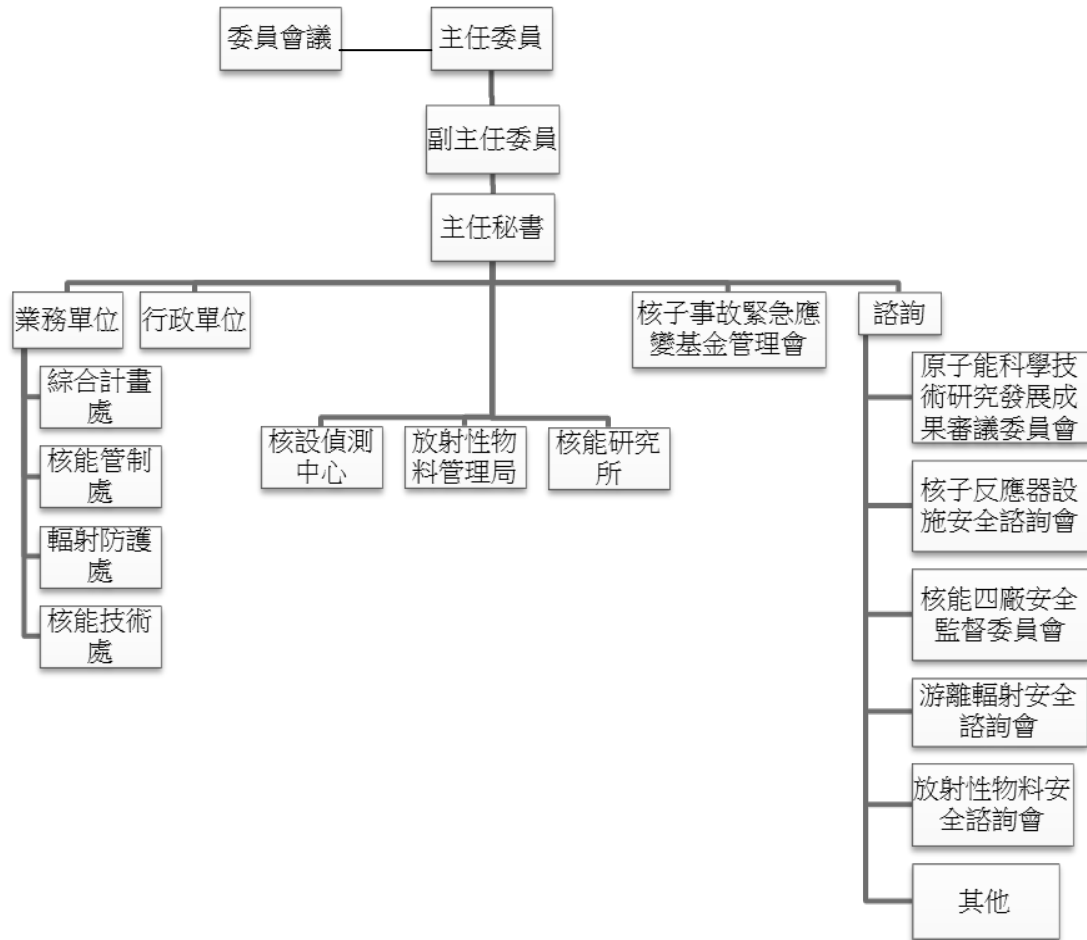 委員會議
主任委員
副主任委員
主任秘書
業務單位
行政單位
核子事故緊急應
變基金管理會
諮詢
綜合計畫
處
核能管制
處
輻射防護
處
核能技術
處
核設偵測
中心
放射性物
料管理局
核能研究
所
原子能科學技
術研究發展成
果審議委員會
核子反應器設
施安全諮詢會
核能四廠安全
監督委員會
游離輻射安全
諮詢會
放射性物料安
全諮詢會
其他